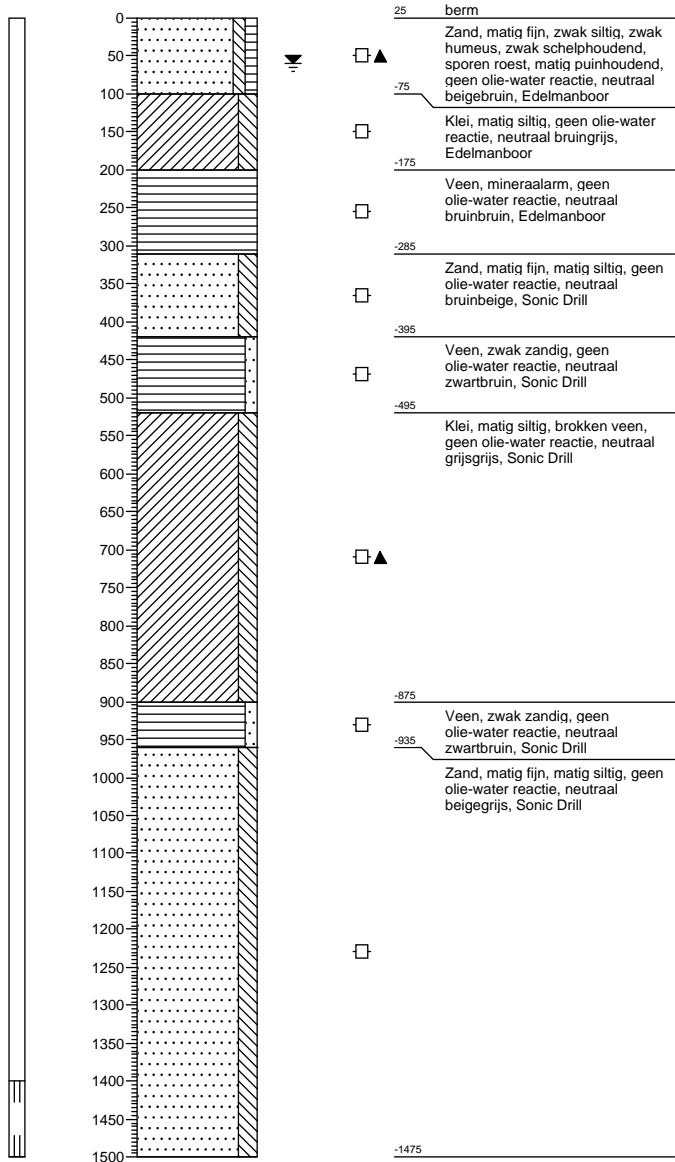 0
50
100
150
200
250
300
350
400
450
500
550
600
650
700
750
800
850
900
950
1000
1050
1100
1150
1200
1250
1300
1350
1400
1450
1500
25 berm
Zand, matig fijn, zwak siltig, zwak
humeus, zwak schelphoudend,
sporen roest, matig puinhoudend,
geen olie-water reactie, neutraal
beigebruin, Edelmanboor
-75
Klei, matig siltig, geen olie-water
reactie, neutraal bruingrijs,
Edelmanboor
-175
Veen, mineraalarm, geen
olie-water reactie, neutraal
bruinbruin, Edelmanboor
-285
Zand, matig fijn, matig siltig, geen
olie-water reactie, neutraal
bruinbeige, Sonic Drill
-395
Veen, zwak zandig, geen
olie-water reactie, neutraal
zwartbruin, Sonic Drill
-495
Klei, matig siltig, brokken veen,
geen olie-water reactie, neutraal
grijsgrijs, Sonic Drill
-875
Veen, zwak zandig, geen
olie-water reactie, neutraal
zwartbruin, Sonic Drill
-935
Zand, matig fijn, matig siltig, geen
olie-water reactie, neutraal
beigegrijs, Sonic Drill
-1475